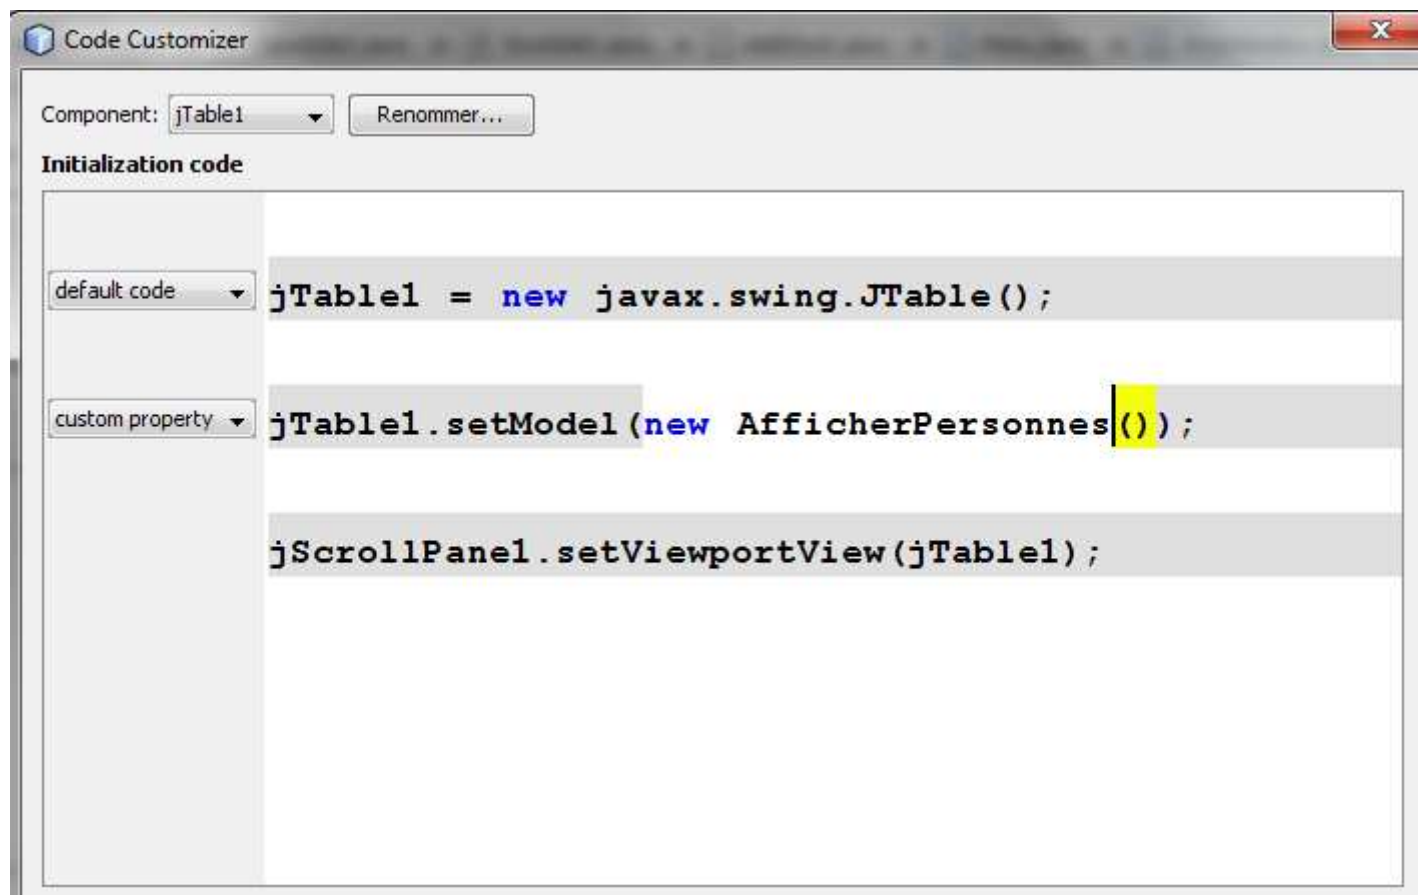 Code Customizer
Component: jTable1 Renommer...
Initialization code
default code jTable1 = new javax.swing.JTable();
custom property jTable1.setModel(new AfficherPersonnes());
jScrollPane1.setViewportView(jTable1);